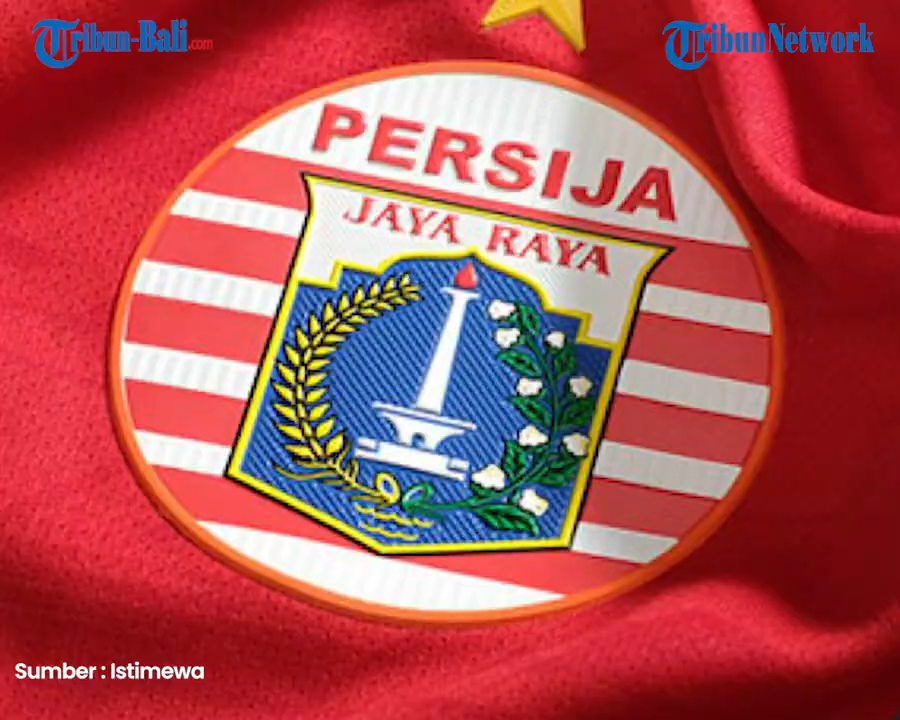 Tribun-Bali.com
TribunNetwork
PERSIJA
JAYA RAYA
Sumber : Istimewa